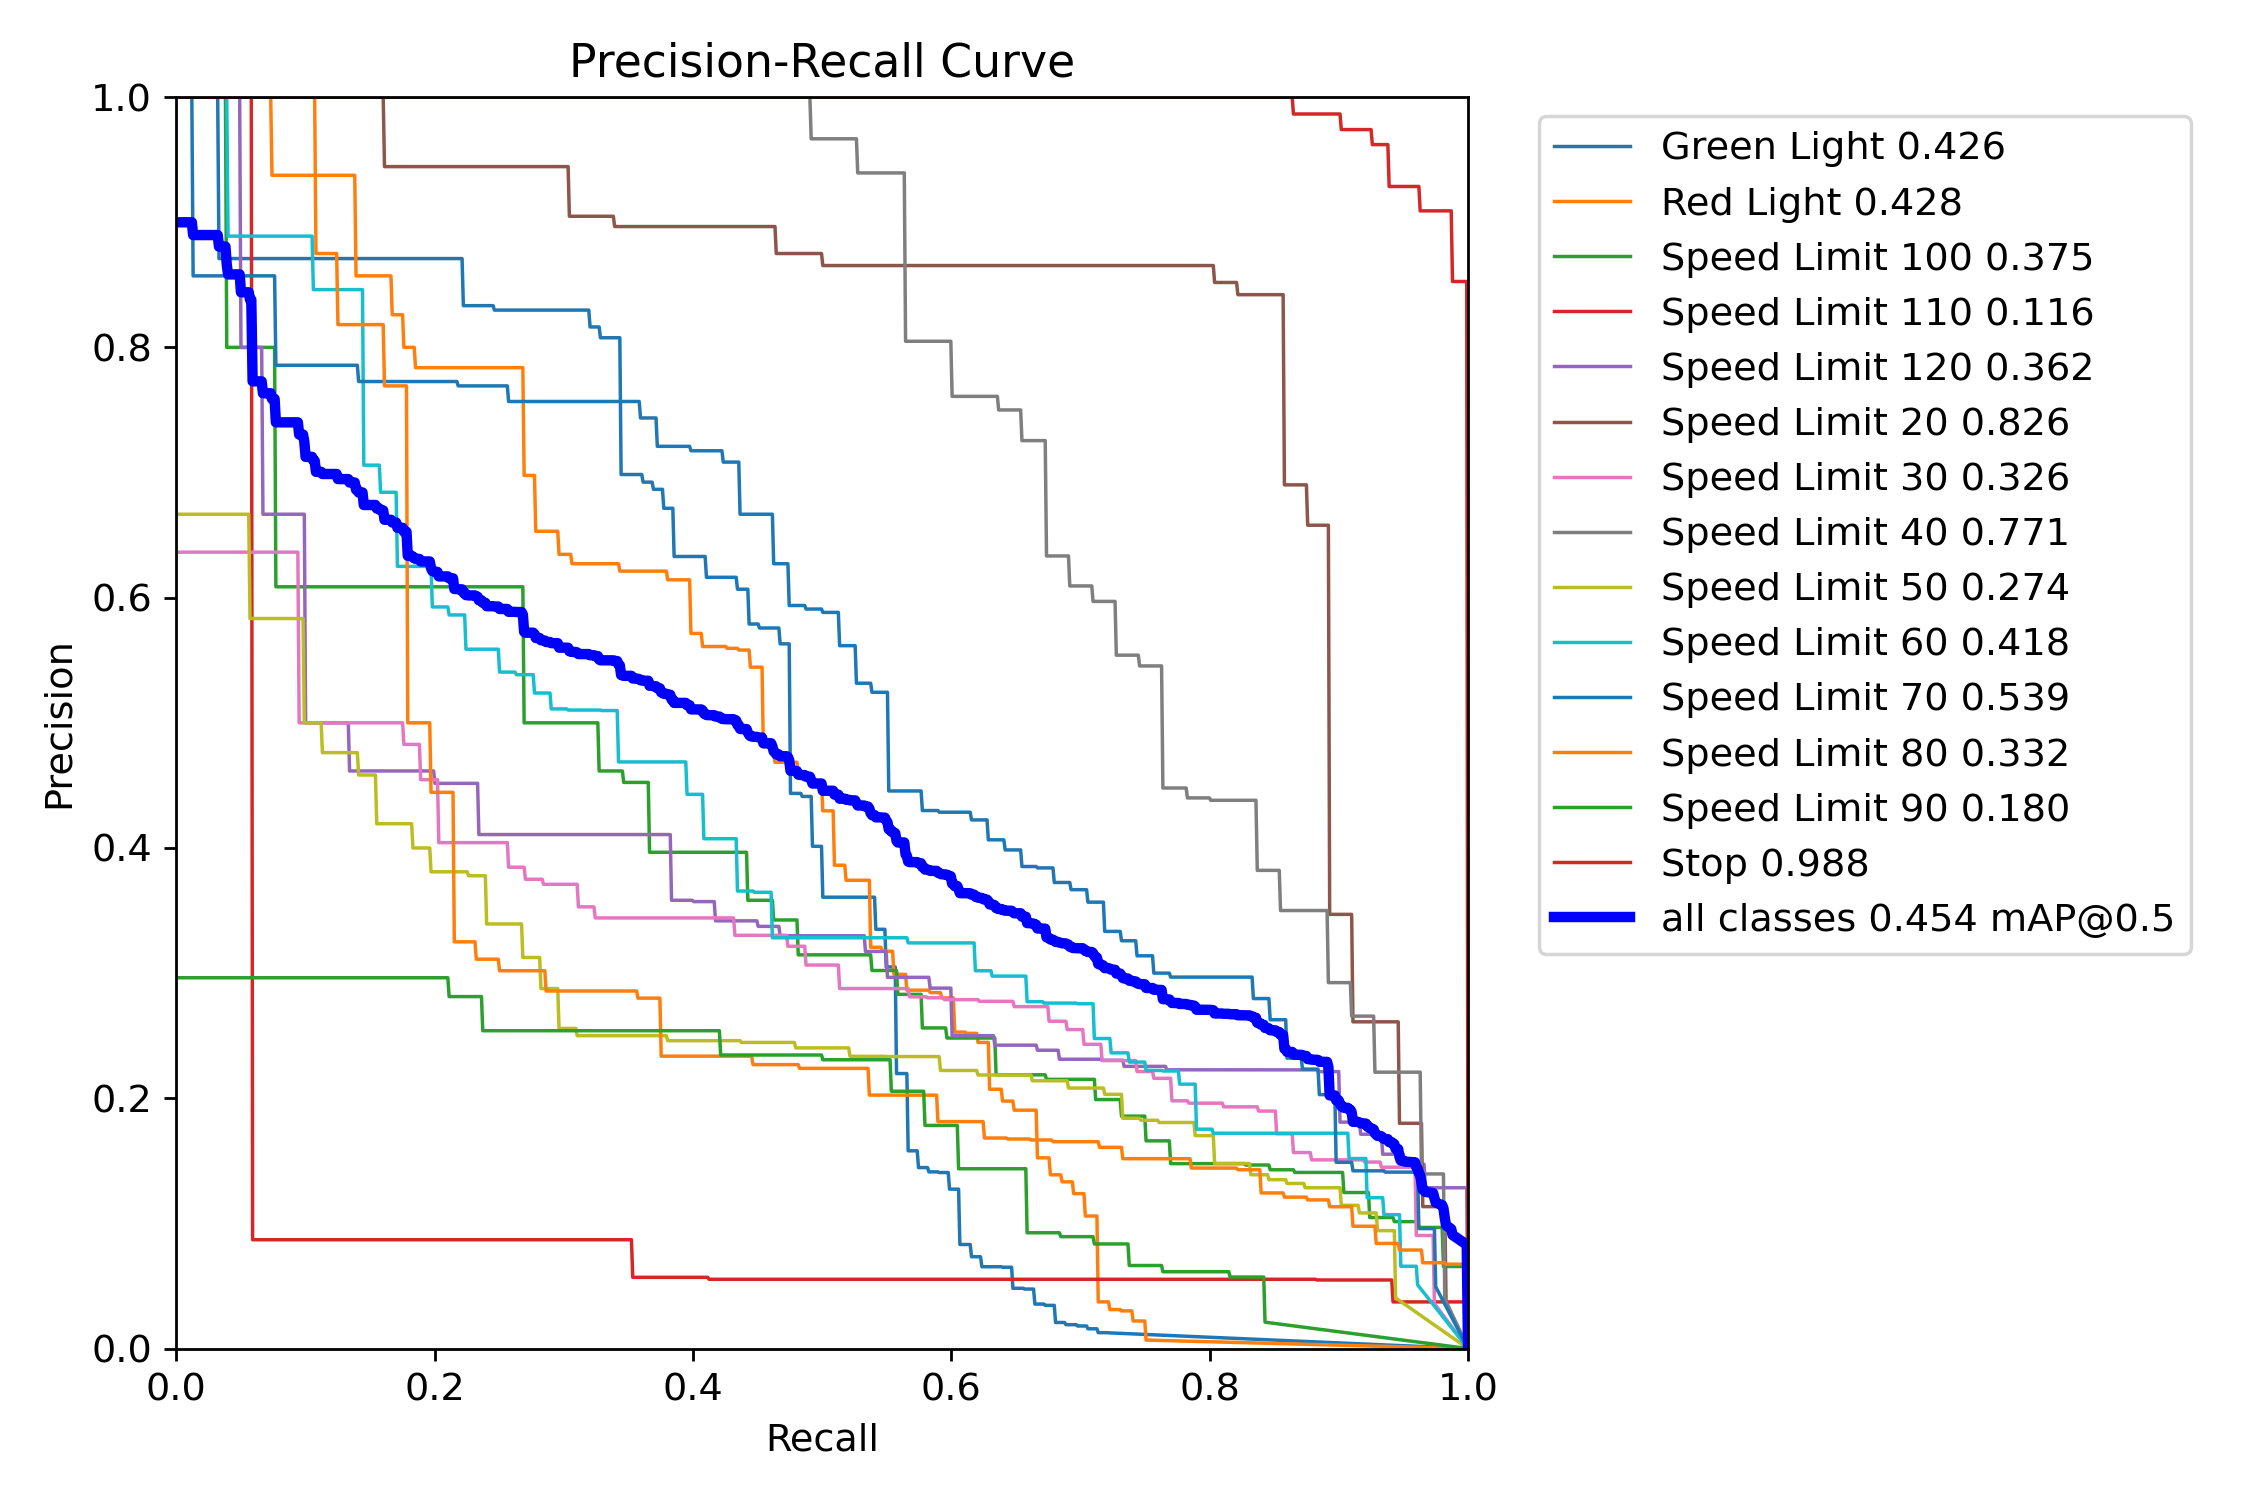 Precision-Recall Curve
1.0
0.8
0.6
0.4
0.2
0.0
Precision
0.0 0.2 0.4 0.6 0.8 1.0
Recall
Green Light 0.426
Red Light 0.428
Speed Limit 100 0.375
Speed Limit 110 0.116
Speed Limit 120 0.362
Speed Limit 20 0.826
Speed Limit 30 0.326
Speed Limit 40 0.771
Speed Limit 50 0.274
Speed Limit 60 0.418
Speed Limit 70 0.539
Speed Limit 80 0.332
Speed Limit 90 0.180
Stop 0.988
all classes 0.454 mAP@0.5